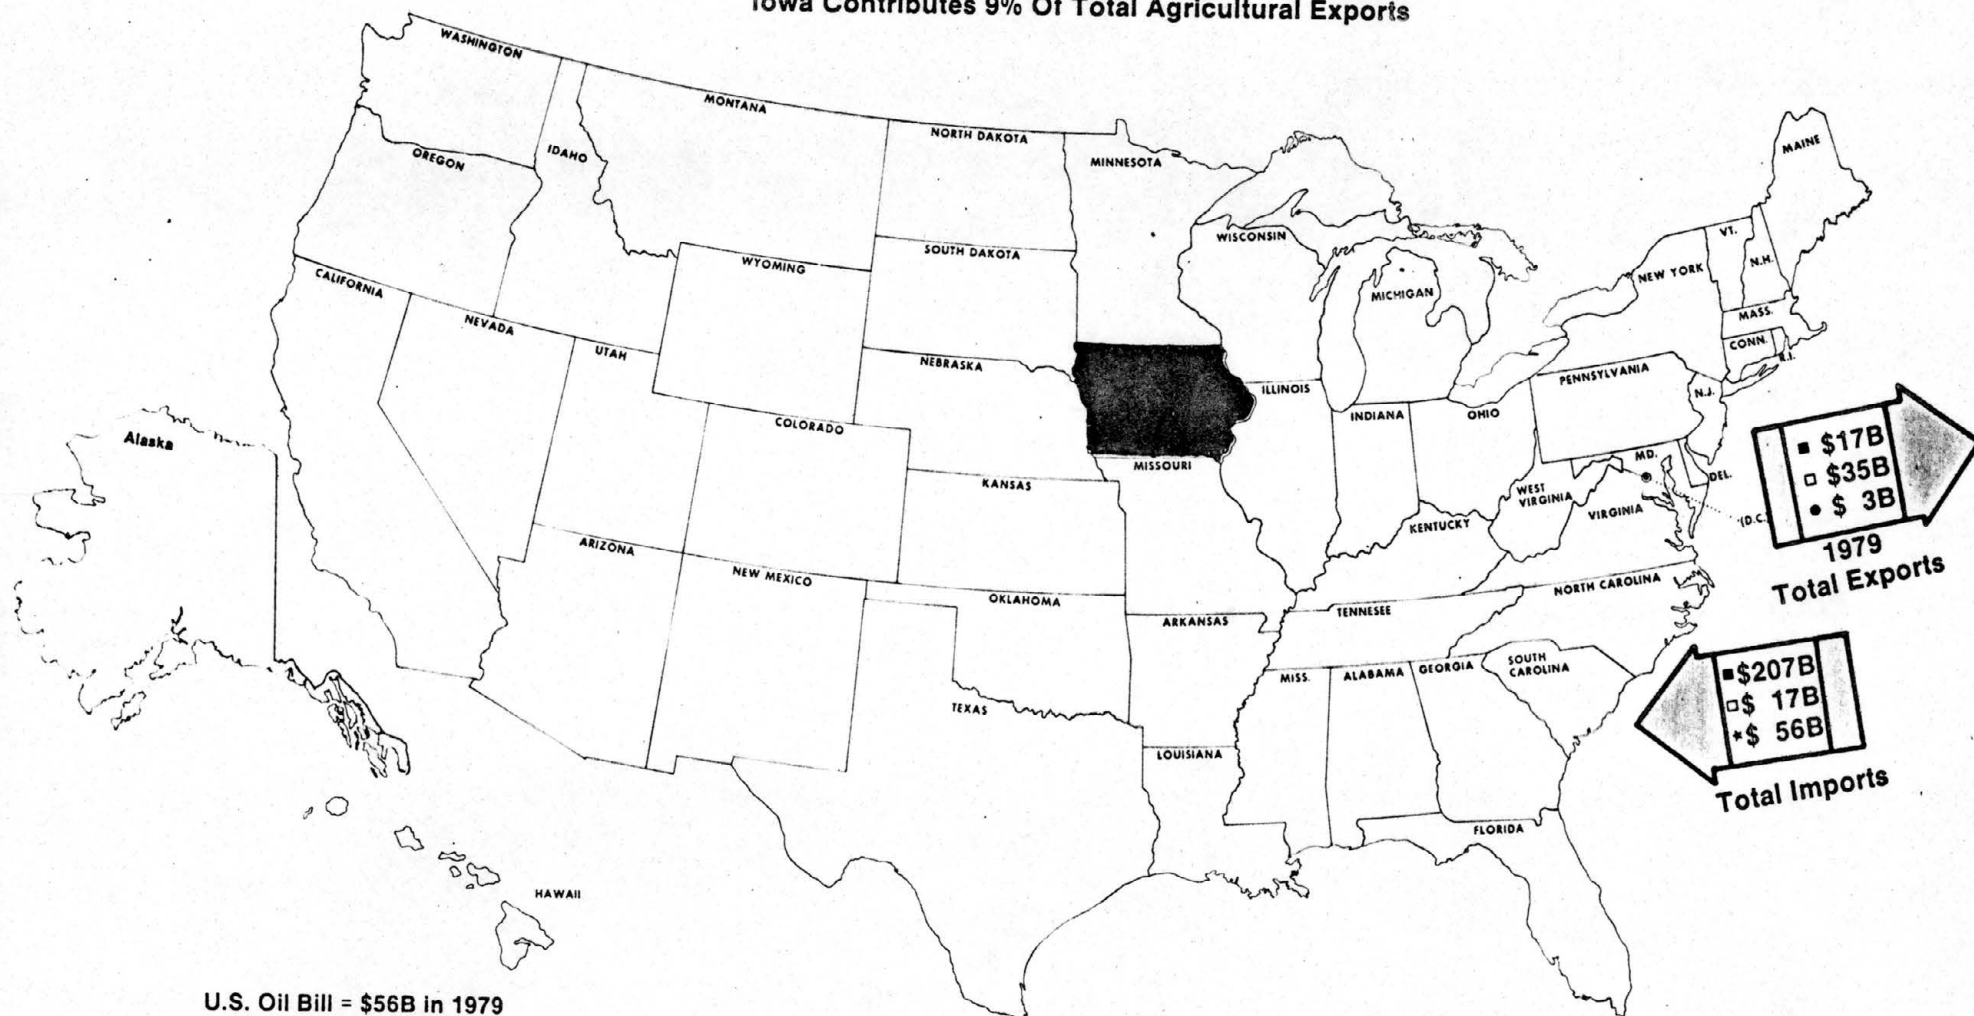 Iowa Contributes 9% Of Total Agricultural Exports
WASHINGTON
MONTANA
NORTH DAKOTA
MINNESOTA
MAINE
OREGON
IDAHO
WISCONSIN
VT.
N.H.
SOUTH DAKOTA
WYOMING
MICHIGAN
NEW YORK
CALIFORNIA
MASS.
NEVADA
CONN.
R.I.
UTAH
NEBRASKA
ILLINOIS
PENNSYLVANIA
N.J.
INDIANA
OHIO
COLORADO
Alaska
■ $17B
□ $35B
● $ 3B
1979
Total Exports
MISSOURI
MD.
DEL.
KANSAS
WEST
VIRGINIA
VIRGINIA
(D.C.)
KENTUCKY
ARIZONA
NEW MEXICO
OKLAHOMA
NORTH CAROLINA
ARKANSAS
TENNESEE
MISS.
ALABAMA
GEORGIA
SOUTH
CAROLINA
■$207B
□$ 17B
*$ 56B
Total Imports
TEXAS
LOUISIANA
FLORIDA
HAWAII
U.S. Oil Bill = $56B in 1979